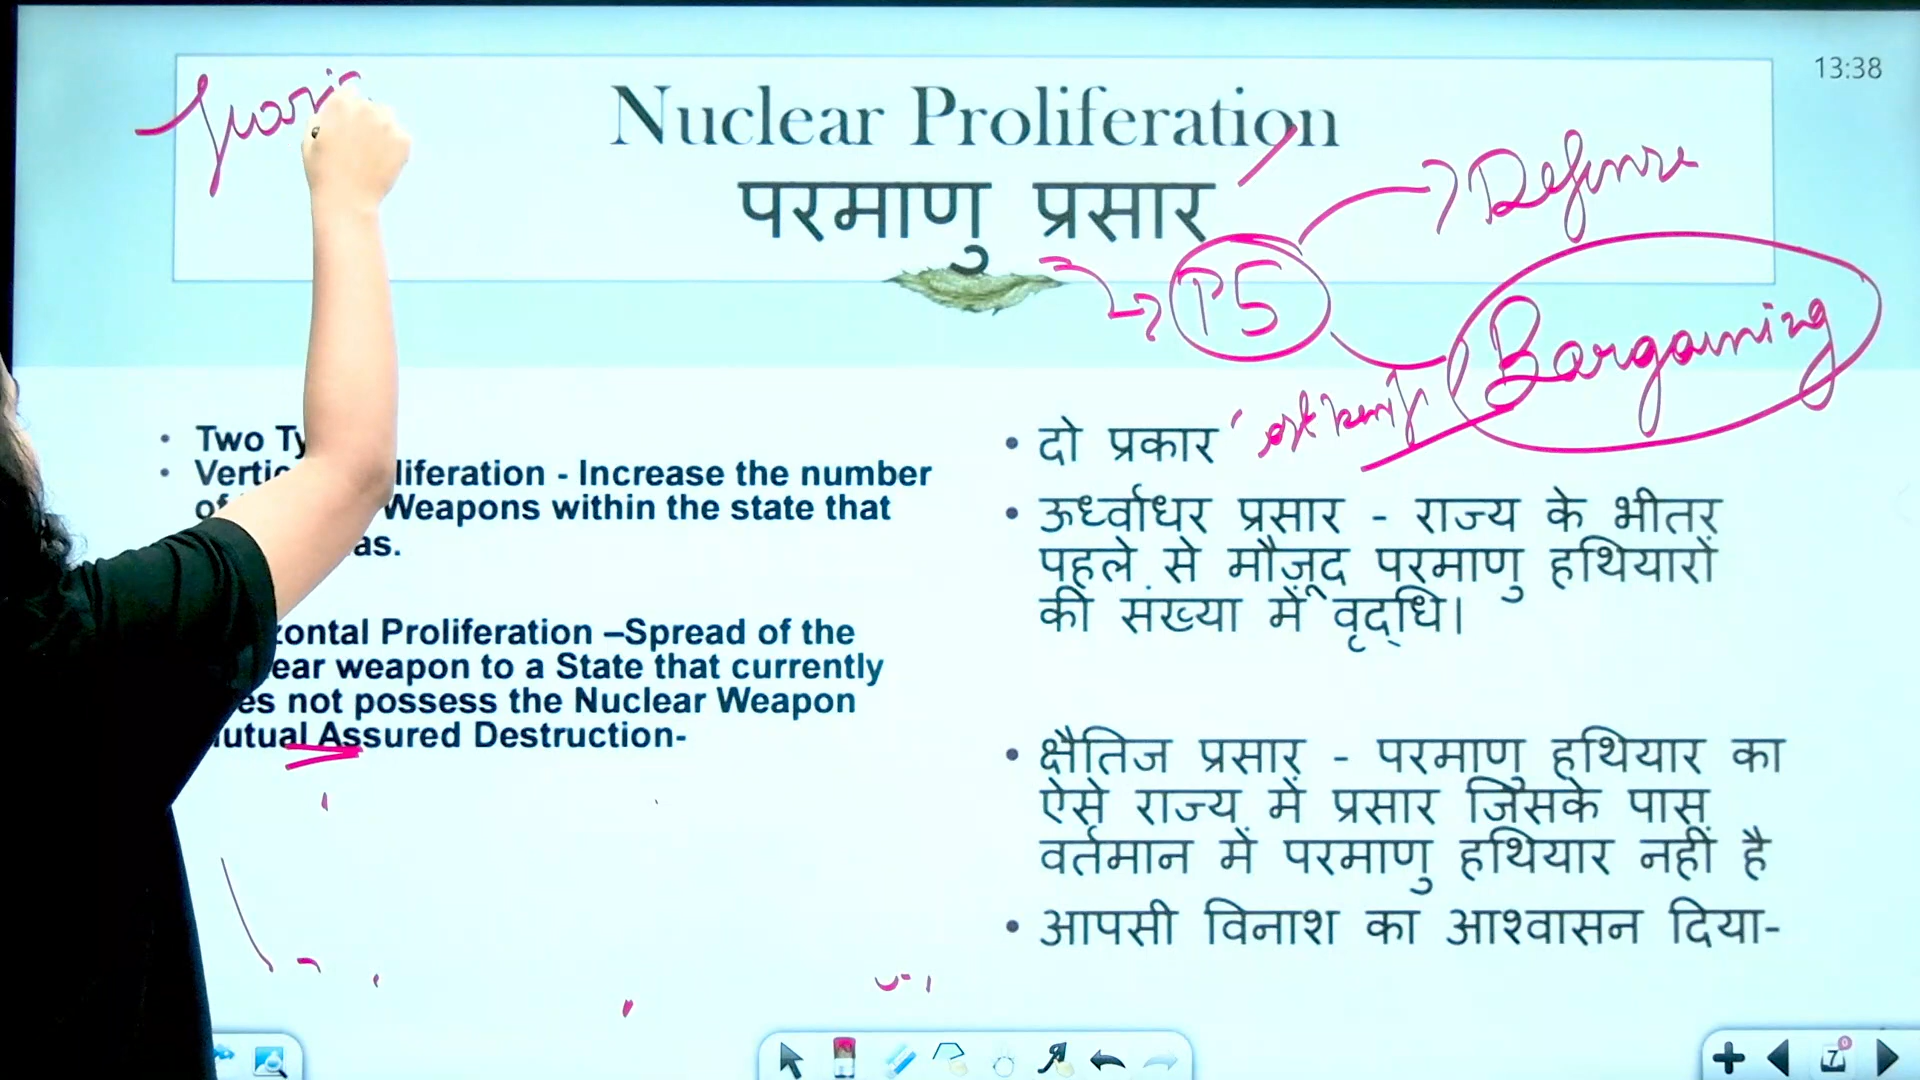 13:38
Nuclear Proliferation
परमाणु प्रसार
Defense
P5
Bargaining
Two Ty
Vertic liferation - Increase the number
of Weapons within the state that
as.
zontal Proliferation –Spread of the
ear weapon to a State that currently
es not possess the Nuclear Weapon
utual Assured Destruction-
दो प्रकार
ऊर्ध्वाधर प्रसार - राज्य के भीतर
पहले से मौजूद परमाणु हथियारों
की संख्या में वृद्धि।
क्षैतिज प्रसार - परमाणु हथियार का
ऐसे राज्य में प्रसार जिसके पास
वर्तमान में परमाणु हथियार नहीं है
आपसी विनाश का आश्वासन दिया-
7